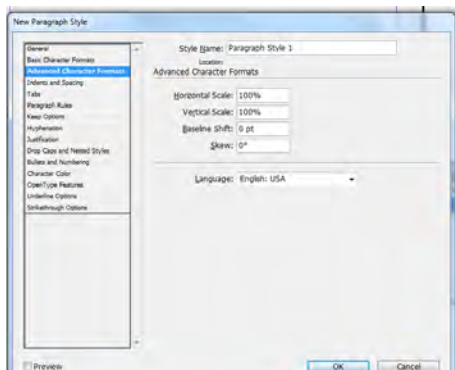 New Paragraph Style
General
Basic Character Formats
Advanced Character Formats
Indents and Spacing
Tabs
Paragraph Rules
Keep Options
Hyphenation
Justification
Drop Caps and Nested Styles
Bullets and Numbering
Character Color
OpenType Features
Underline Options
Strikethrough Options
Style Name: Paragraph Style 1
Location:
Advanced Character Formats
Horizontal Scale: 100%
Vertical Scale: 100%
Baseline Shift: 0 pt
Skew: 0°
Language: English: USA
Preview
OK
Cancel